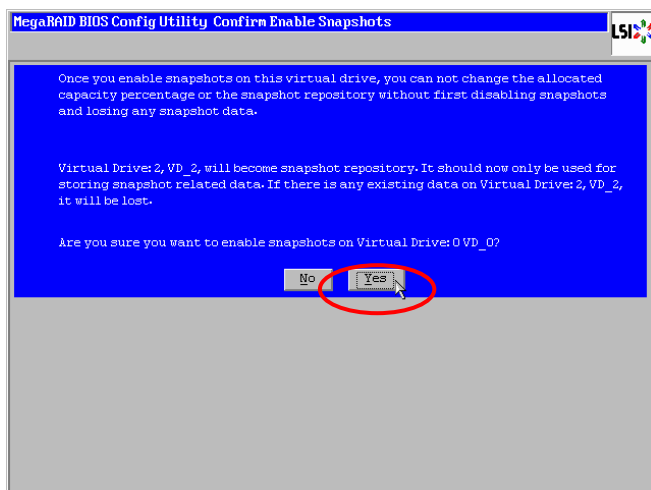 MegaRAID BIOS Config Utility Confirm Enable Snapshots
LSI
Once you enable snapshots on this virtual drive, you can not change the allocated
capacity percentage or the snapshot repository without first disabling snapshots
and losing any snapshot data.
Virtual Drive: 2, VD_2, will become snapshot repository. It should now only be used for
storing snapshot related data. If there is any existing data on Virtual Drive: 2, VD_2,
it will be lost.
Are you sure you want to enable snapshots on Virtual Drive: 0 VD_0?
No Yes